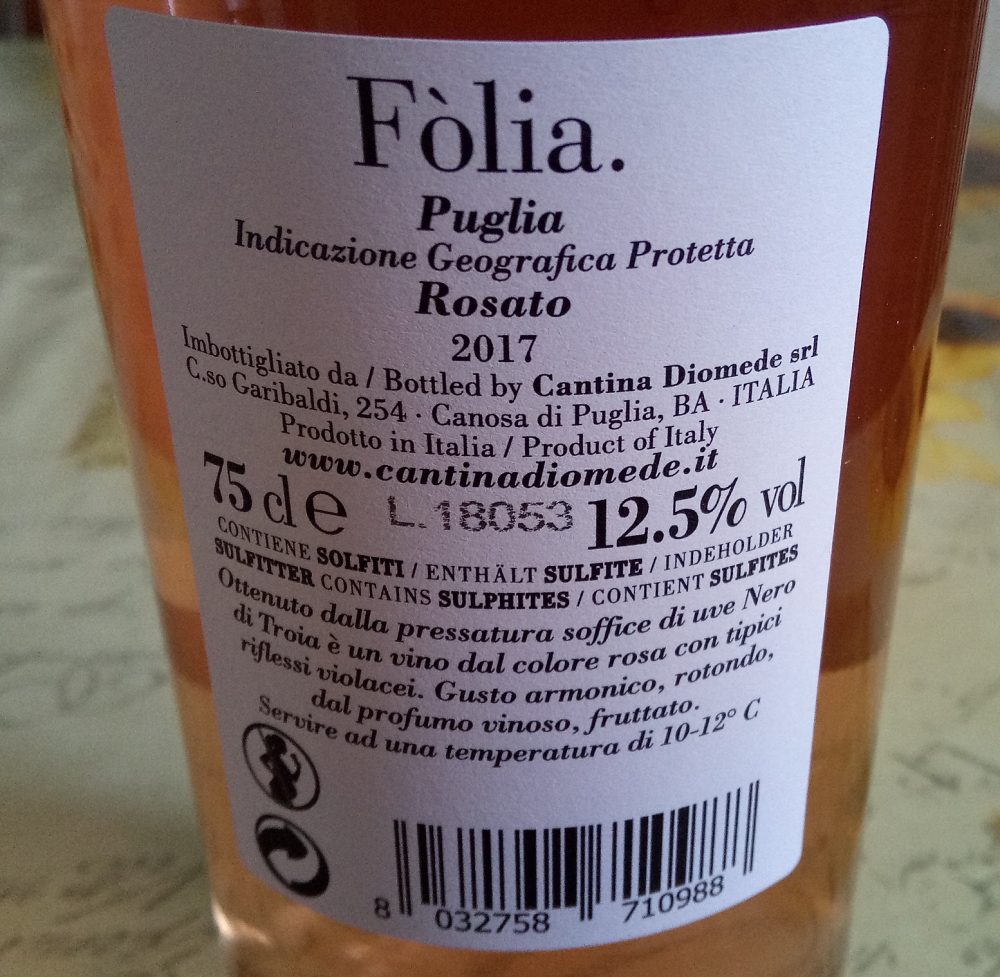 Fòlia.
Puglia
Indicazione Geografica Protetta
Rosato
2017
Imbottigliato da / Bottled by Cantina Diomede srl
C.so Garibaldi, 254 · Canosa di Puglia, BA · ITALIA
Prodotto in Italia / Product of Italy
www.cantinadiomede.it
75 cl e L.18053 12.5% vol
CONTIENE SOLFITI / ENTHÄLT SULFITE / INDEHOLDER
SULFITTER CONTAINS SULPHITES / CONTIENT SULFITES
Ottenuto dalla pressatura soffice di uve Nero
di Troia è un vino dal colore rosa con tipici
riflessi violacei. Gusto armonico, rotondo,
dal profumo vinoso, fruttato.
Servire ad una temperatura di 10-12° C
8 032758 710988